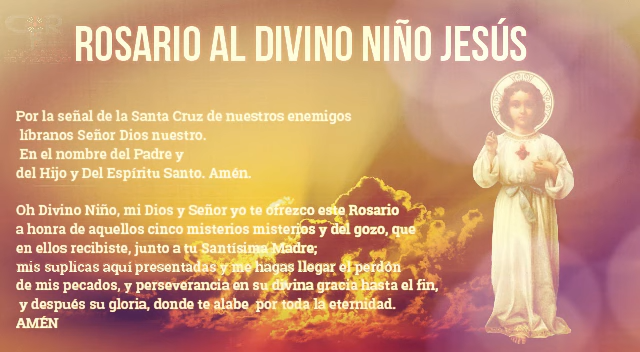 ROSARIO AL DIVINO NIÑO JESÚS
Por la señal de la Santa Cruz de nuestros enemigos
líbranos Señor Dios nuestro.
En el nombre del Padre y
del Hijo y Del Espíritu Santo. Amén.
Oh Divino Niño, mi Dios y Señor yo te ofrezco este Rosario
a honra de aquellos cinco misterios misterios y del gozo, que
en ellos recibiste, junto a tu Santísima Madre;
mis suplicas aquí presentadas y me hagas llegar el perdón
de mis pecados, y perseverancia en su divina gracia hasta el fin,
y después su gloria, donde te alabe por toda la eternidad.
AMÉN